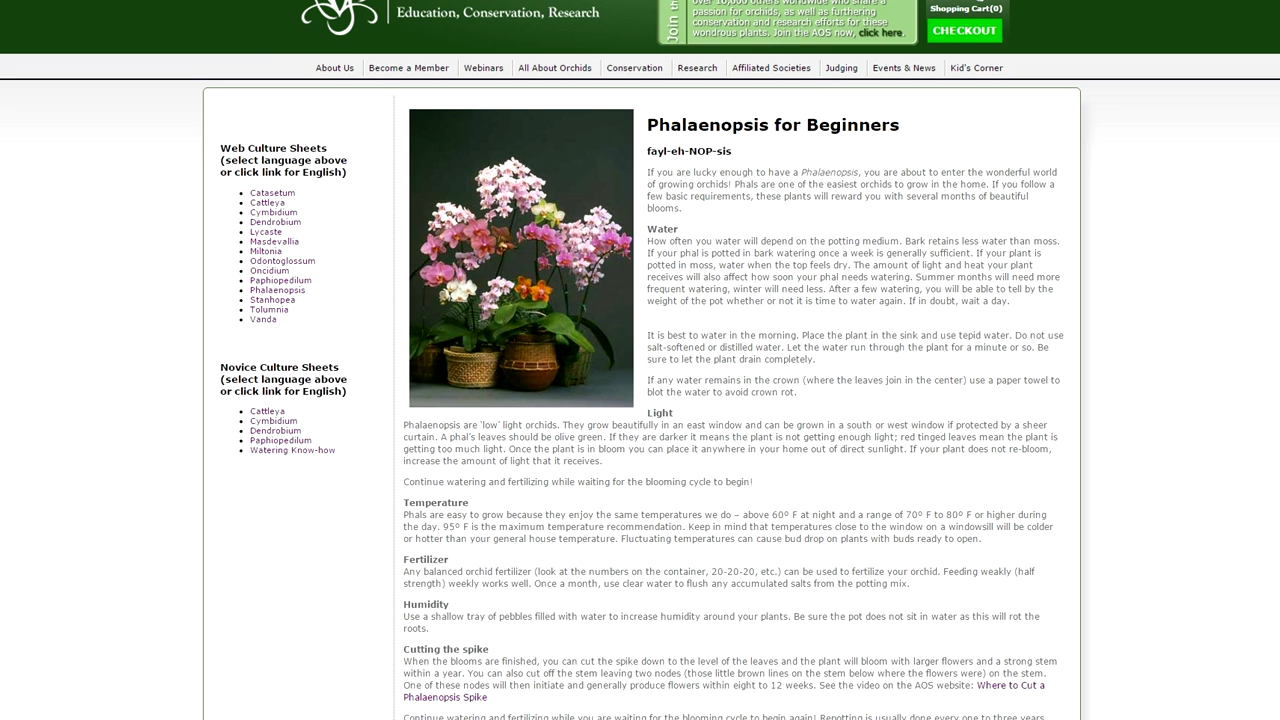 Education, Conservation, Research
Join th
over 16,000 others worldwide who share a
passion for orchids, as well as furthering
conservation and research efforts for these
wondrous plants. Join the AOS now, click here.
Shopping Cart(0)
CHECKOUT
About Us
Become a Member
Webinars
All About Orchids
Conservation
Research
Affiliated Societies
Judging
Events & News
Kid's Corner
Web Culture Sheets
(select language above
or click link for English)
Catasetum
Cattleya
Cymbidium
Dendrobium
Lycaste
Masdevallia
Miltonia
Odontoglossum
Oncidium
Paphiopedilum
Phalaenopsis
Stanhopea
Tolumnia
Vanda
Novice Culture Sheets
(select language above
or click link for English)
Cattleya
Cymbidium
Dendrobium
Paphiopedilum
Watering Know-how
Phalaenopsis for Beginners
fayl-eh-NOP-sis
If you are lucky enough to have a Phalaenopsis, you are about to enter the wonderful world
of growing orchids! Phals are one of the easiest orchids to grow in the home. If you follow a
few basic requirements, these plants will reward you with several months of beautiful
blooms.
Water
How often you water will depend on the potting medium. Bark retains less water than moss.
If your phal is potted in bark watering once a week is generally sufficient. If your plant is
potted in moss, water when the top feels dry. The amount of light and heat your plant
receives will also affect how soon your phal needs watering. Summer months will need more
frequent watering, winter will need less. After a few watering, you will be able to tell by the
weight of the pot whether or not it is time to water again. If in doubt, wait a day.
It is best to water in the morning. Place the plant in the sink and use tepid water. Do not use
salt-softened or distilled water. Let the water run through the plant for a minute or so. Be
sure to let the plant drain completely.
If any water remains in the crown (where the leaves join in the center) use a paper towel to
blot the water to avoid crown rot.
Light
Phalaenopsis are 'low' light orchids. They grow beautifully in an east window and can be grown in a south or west window if protected by a sheer
curtain. A phal's leaves should be olive green. If they are darker it means the plant is not getting enough light; red tinged leaves mean the plant is
getting too much light. Once the plant is in bloom you can place it anywhere in your home out of direct sunlight. If your plant does not re-bloom,
increase the amount of light that it receives.
Continue watering and fertilizing while waiting for the blooming cycle to begin!
Temperature
Phals are easy to grow because they enjoy the same temperatures we do – above 60º F at night and a range of 70º F to 80º F or higher during
the day. 95º F is the maximum temperature recommendation. Keep in mind that temperatures close to the window on a windowsill will be colder
or hotter than your general house temperature. Fluctuating temperatures can cause bud drop on plants with buds ready to open.
Fertilizer
Any balanced orchid fertilizer (look at the numbers on the container, 20-20-20, etc.) can be used to fertilize your orchid. Feeding weakly (half
strength) weekly works well. Once a month, use clear water to flush any accumulated salts from the potting mix.
Humidity
Use a shallow tray of pebbles filled with water to increase humidity around your plants. Be sure the pot does not sit in water as this will rot the
roots.
Cutting the spike
When the blooms are finished, you can cut the spike down to the level of the leaves and the plant will bloom with larger flowers and a strong stem
within a year. You can also cut off the stem leaving two nodes (those little brown lines on the stem below where the flowers were) on the stem.
One of these nodes will then initiate and generally produce flowers within eight to 12 weeks. See the video on the AOS website: Where to Cut a
Phalaenopsis Spike
Continue watering and fertilizing while you are waiting for the blooming cycle to begin again! Repotting is usually done every one to three years